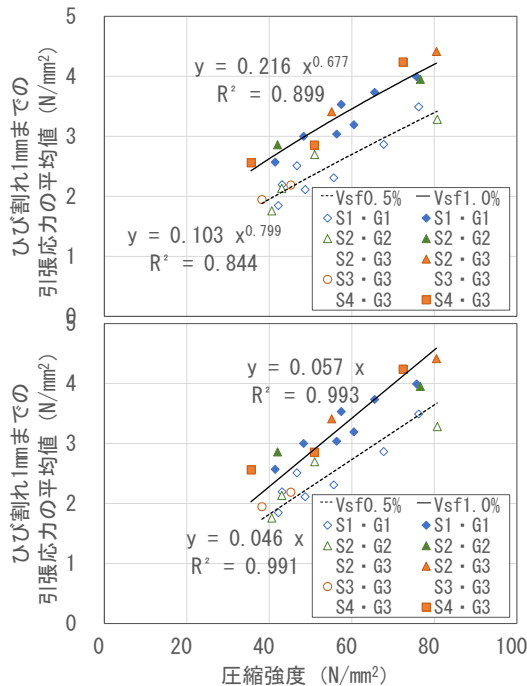 ひび割れ1mmまでの
引張応力の平均値 (N/mm²)
5
4
3
2
1
0
y = 0.216 x^0.677
R² = 0.899
y = 0.103 x^0.799
R² = 0.844
Vsf0.5% Vsf1.0%
S1・G1 S1・G1
S2・G2 S2・G2
S2・G3 S2・G3
S3・G3 S3・G3
S4・G3 S4・G3
ひび割れ1mmまでの
引張応力の平均値 (N/mm²)
5
4
3
2
1
0
y = 0.057 x
R² = 0.993
y = 0.046 x
R² = 0.991
Vsf0.5% Vsf1.0%
S1・G1 S1・G1
S2・G2 S2・G2
S2・G3 S2・G3
S3・G3 S3・G3
S4・G3 S4・G3
0 20 40 60 80 100
圧縮強度 (N/mm²)